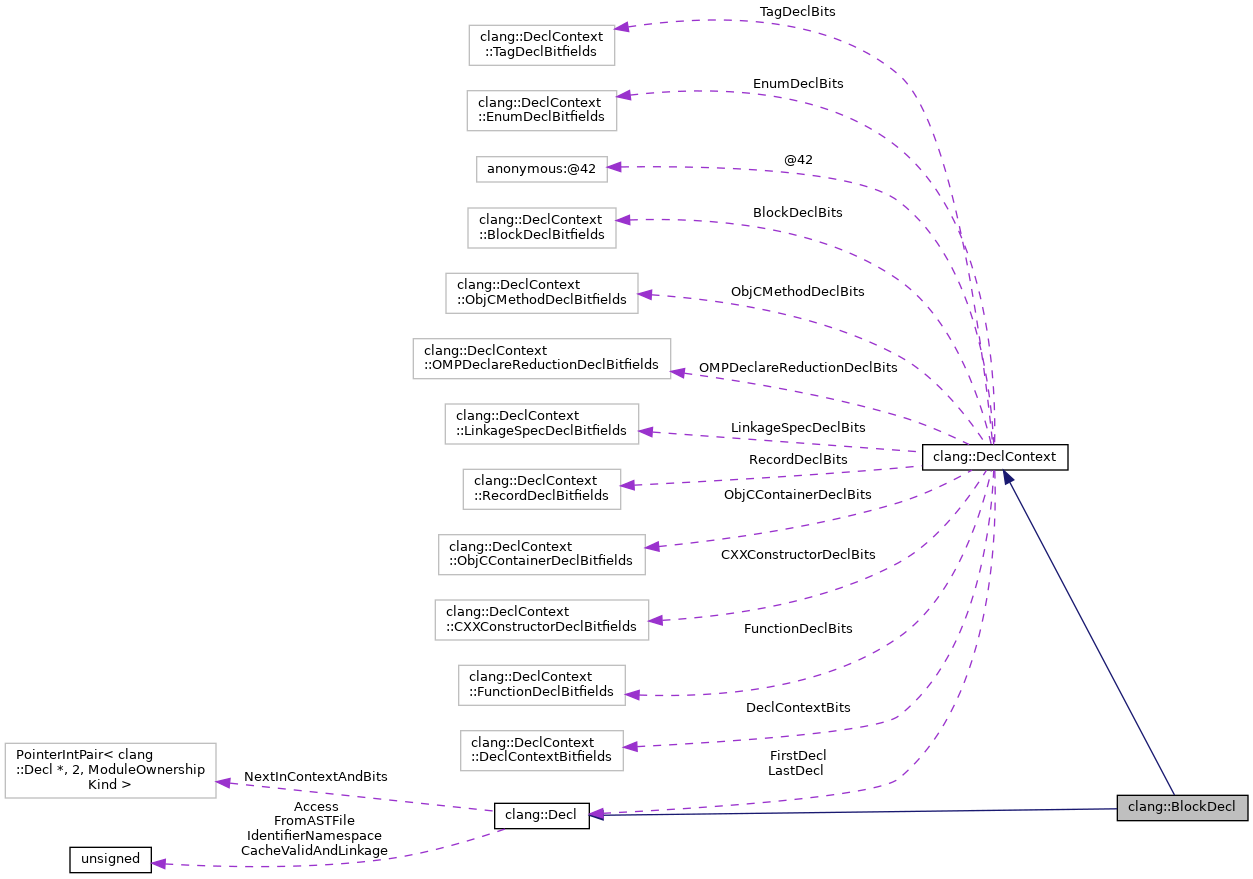 TagDeclBits
clang::DeclContext
::TagDeclBitfields
EnumDeclBits
clang::DeclContext
::EnumDeclBitfields
@42
anonymous:@42
BlockDeclBits
clang::DeclContext
::BlockDeclBitfields
ObjCMethodDeclBits
clang::DeclContext
::ObjCMethodDeclBitfields
OMPDeclareReductionDeclBits
clang::DeclContext
::OMPDeclareReductionDeclBitfields
LinkageSpecDeclBits
clang::DeclContext
::LinkageSpecDeclBitfields
clang::DeclContext
RecordDeclBits
clang::DeclContext
::RecordDeclBitfields
ObjCContainerDeclBits
clang::DeclContext
::ObjCContainerDeclBitfields
CXXConstructorDeclBits
clang::DeclContext
::CXXConstructorDeclBitfields
FunctionDeclBits
clang::DeclContext
::FunctionDeclBitfields
DeclContextBits
clang::DeclContext
::DeclContextBitfields
FirstDecl
LastDecl
PointerIntPair< clang
::Decl *, 2, ModuleOwnership
Kind >
NextInContextAndBits
Access
FromASTFile
IdentifierNamespace
CacheValidAndLinkage
clang::Decl
clang::BlockDecl
unsigned